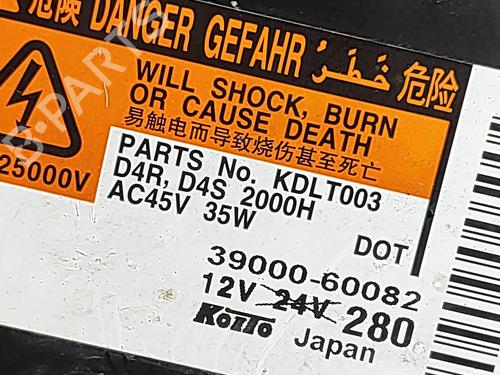 危険 DANGER GEFAHR خَطَرٌ 危险
WILL SHOCK, BURN
OR CAUSE DEATH
易触电而导致烧伤甚至死亡
25000V
PARTS No. KDLT003
D4R, D4S 2000H
AC45V 35W
DOT
39000-60082
12V 24V 280
KOITO Japan
B-PARTS